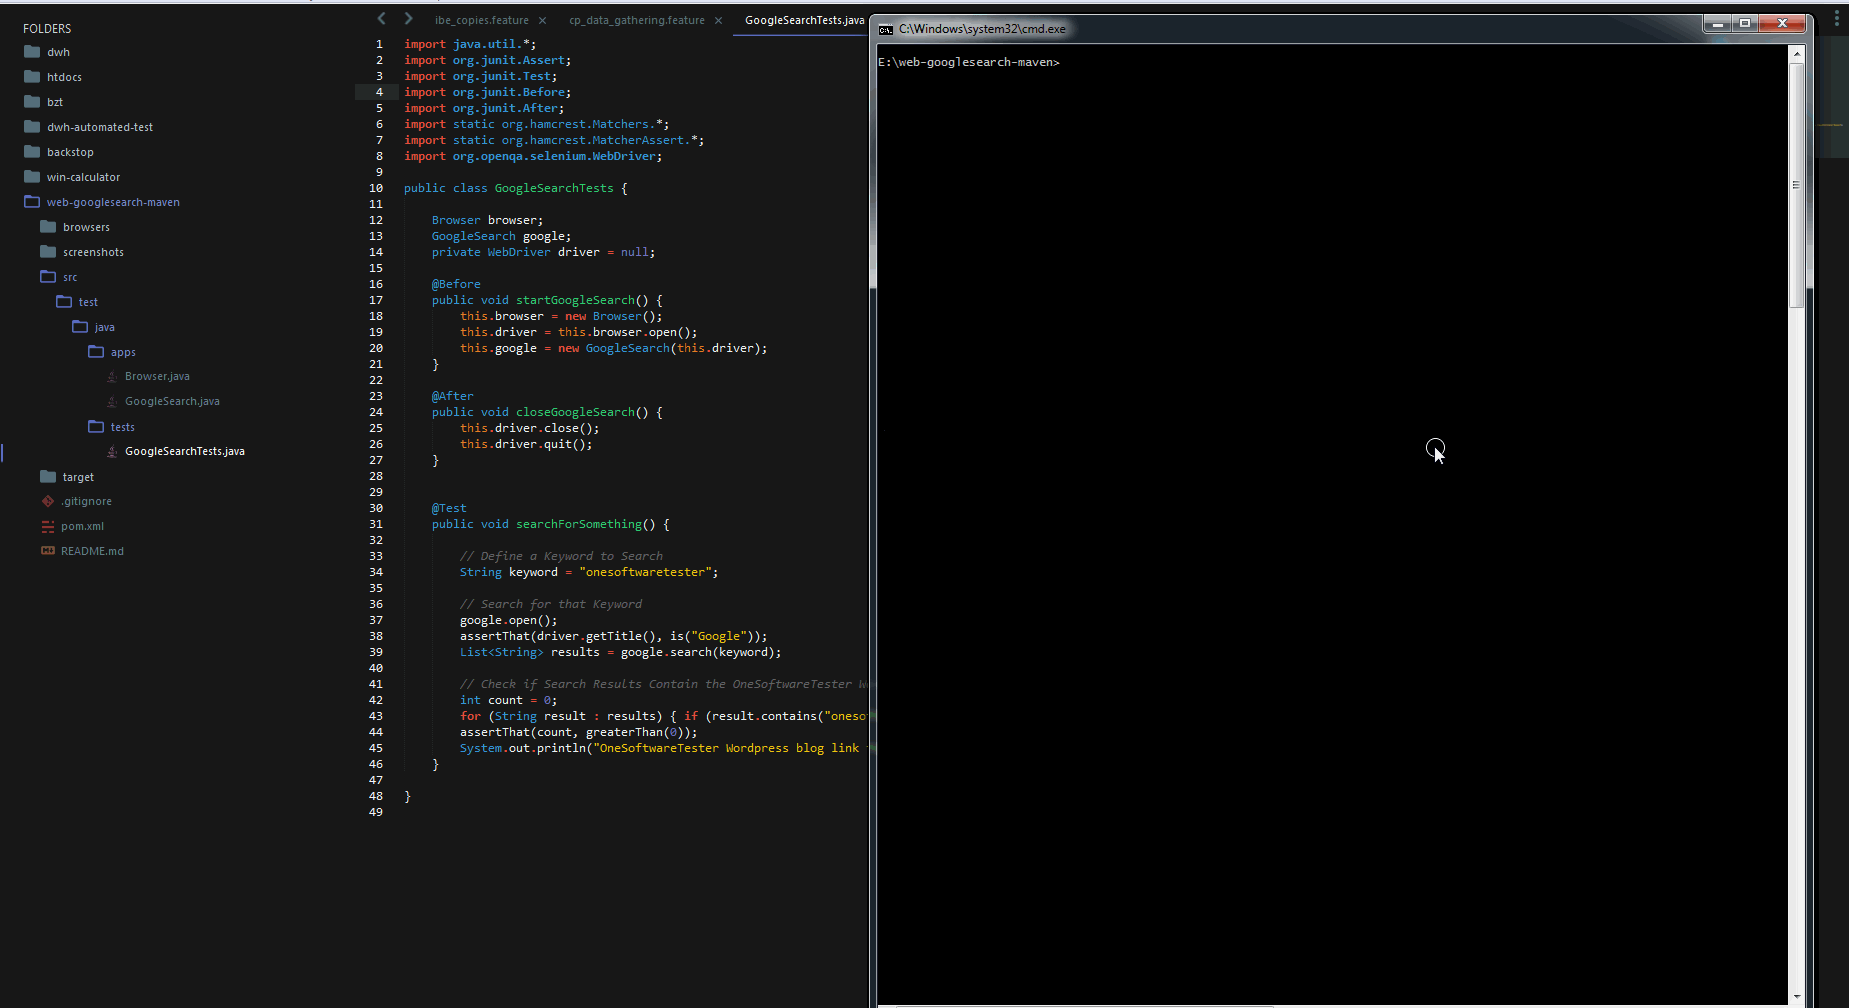 FOLDERS
dwh
htdocs
bzt
dwh-automated-test
backstop
win-calculator
web-googlesearch-maven
browsers
screenshots
src
test
java
apps
Browser.java
GoogleSearch.java
tests
GoogleSearchTests.java
target
.gitignore
pom.xml
README.md
ibe_copies.feature
cp_data_gathering.feature
GoogleSearchTests.java
1 import java.util.*;
2 import org.junit.Assert;
3 import org.junit.Test;
4 import org.junit.Before;
5 import org.junit.After;
6 import static org.hamcrest.Matchers.*;
7 import static org.hamcrest.MatcherAssert.*;
8 import org.openqa.selenium.WebDriver;
9
10 public class GoogleSearchTests {
11
12 Browser browser;
13 GoogleSearch google;
14 private WebDriver driver = null;
15
16 @Before
17 public void startGoogleSearch() {
18 this.browser = new Browser();
19 this.driver = this.browser.open();
20 this.google = new GoogleSearch(this.driver);
21 }
22
23 @After
24 public void closeGoogleSearch() {
25 this.driver.close();
26 this.driver.quit();
27 }
28
29
30 @Test
31 public void searchForSomething() {
32
33 // Define a Keyword to Search
34 String keyword = "onesoftwaretester";
35
36 // Search for that Keyword
37 google.open();
38 assertThat(driver.getTitle(), is("Google"));
39 List<String> results = google.search(keyword);
40
41 // Check if Search Results Contain the OneSoftwareTester
42 int count = 0;
43 for (String result : results) { if (result.contains("oneso
44 assertThat(count, greaterThan(0));
45 System.out.println("OneSoftwareTester Wordpress blog link
46 }
47
48 }
49
C:\Windows\system32\cmd.exe
E:\web-googlesearch-maven>